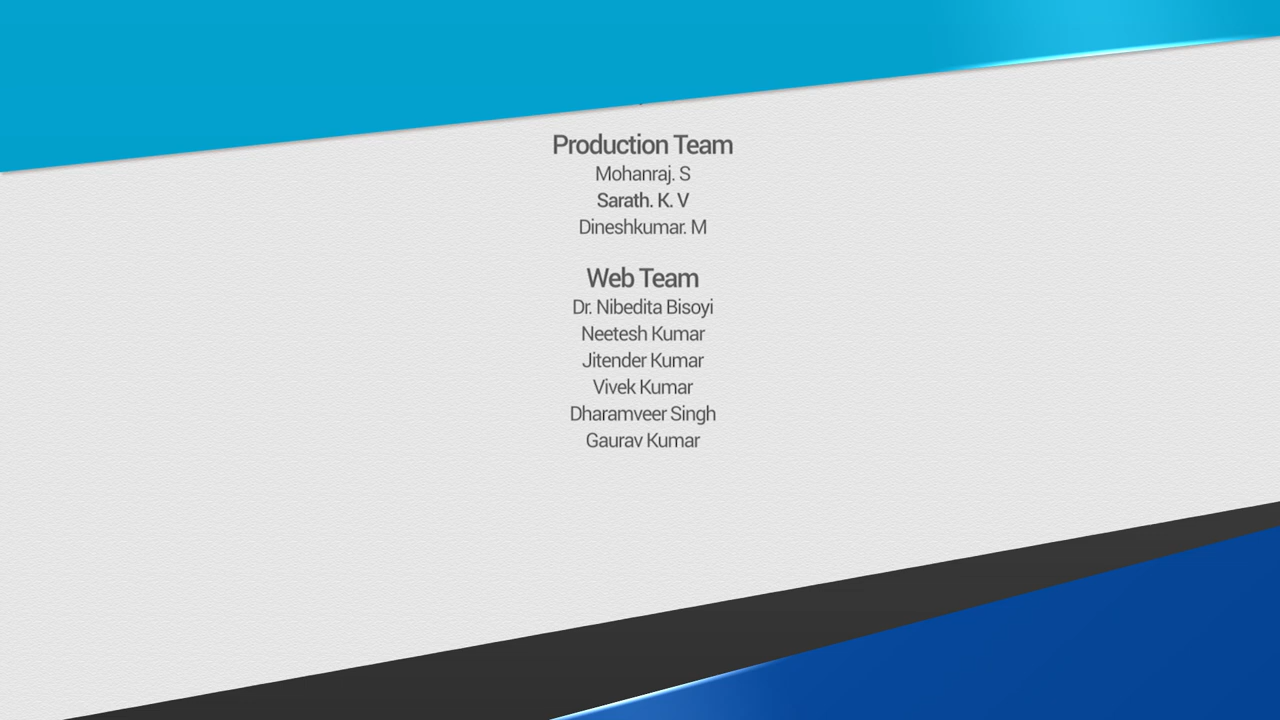 Production Team
Mohanraj. S
Sarath. K. V
Dineshkumar. M
Web Team
Dr. Nibedita Bisoyi
Neetesh Kumar
Jitender Kumar
Vivek Kumar
Dharamveer Singh
Gaurav Kumar